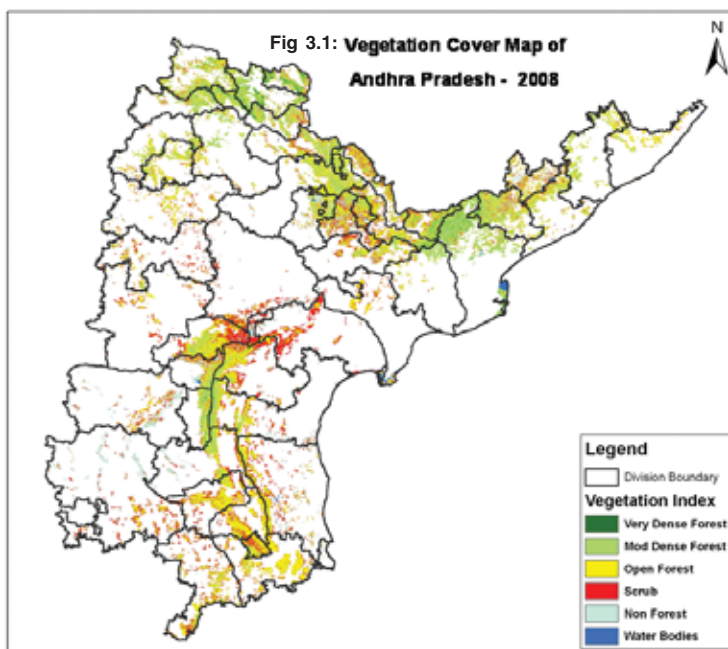 Fig 3.1: Vegetation Cover Map of
Andhra Pradesh - 2008
N
Legend
Division Boundary
Vegetation Index
Very Dense Forest
Mod Dense Forest
Open Forest
Scrub
Non Forest
Water Bodies